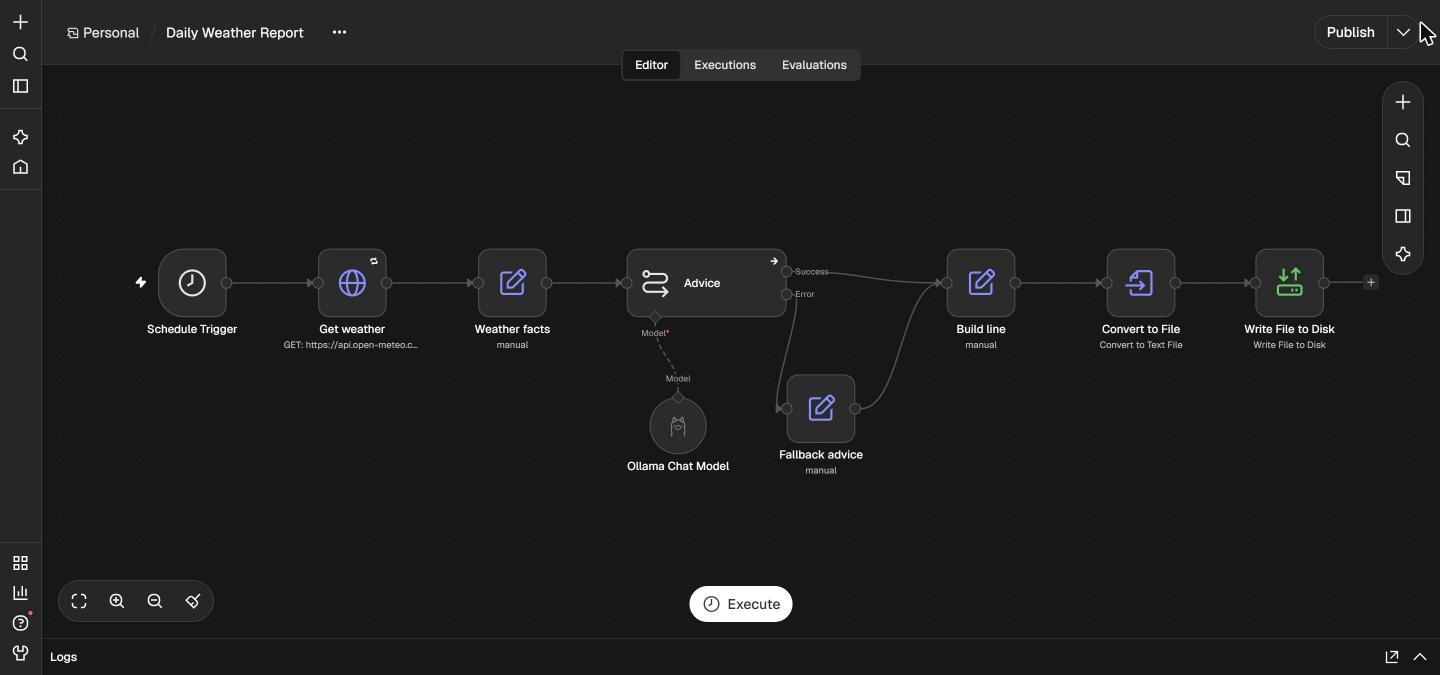 Personal / Daily Weather Report ...
Publish
Editor Executions Evaluations
Success
Advice
Error
Schedule Trigger
Get weather
GET: https://api.open-meteo.c...
Weather facts
manual
Model*
Build line
manual
Convert to File
Convert to Text File
Write File to Disk
Write File to Disk
Model
Ollama Chat Model
Fallback advice
manual
Execute
Logs